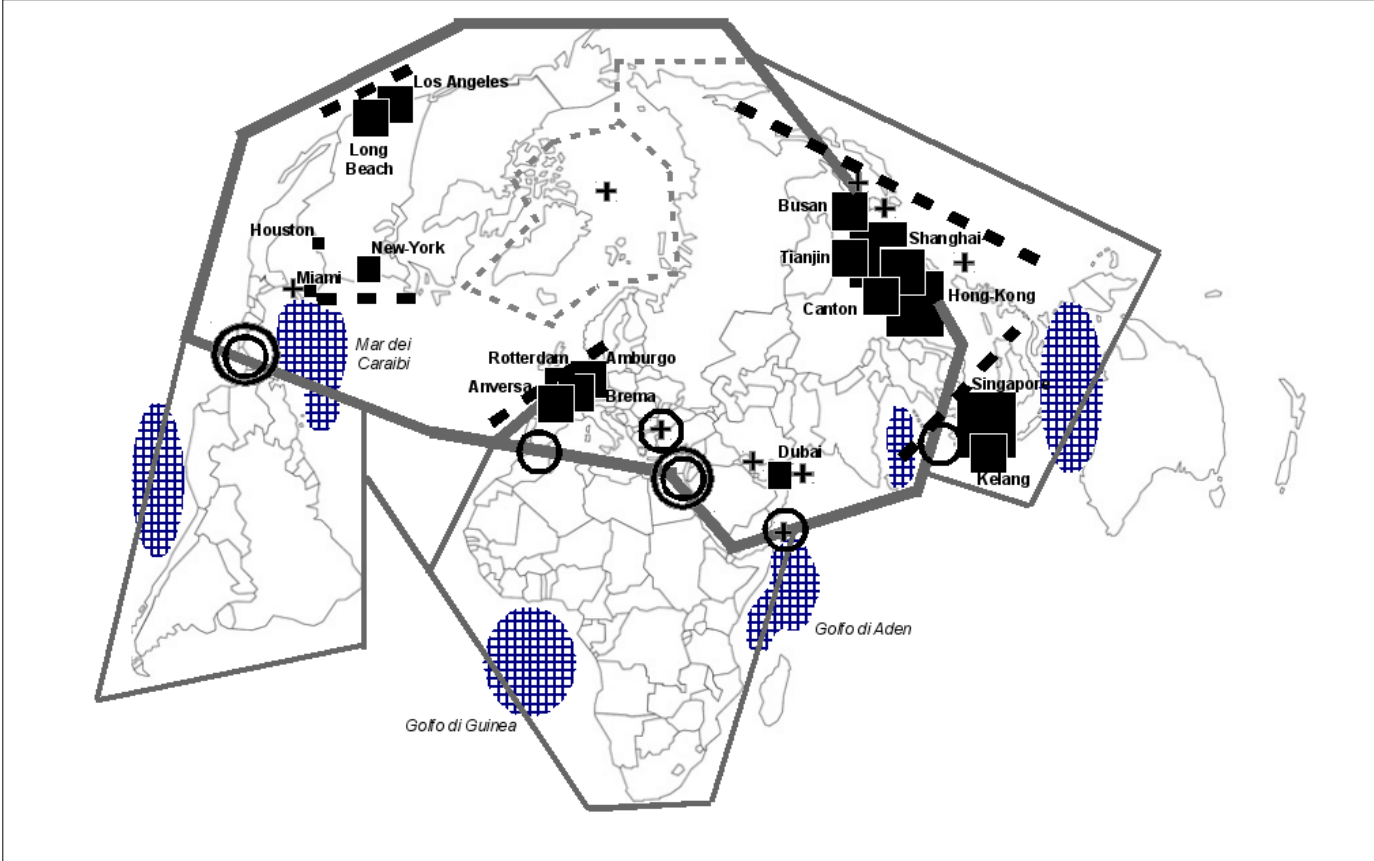 Los Angeles
Long
Beach
Houston
New-York
Miami
Mar dei
Caraibi
Rotterdam
Amburgo
Anversa
Brema
Busan
Shanghai
Tianjin
Hong-Kong
Canton
Singapore
Dubai
Kelang
Golfo di Aden
Golfo di Guinea